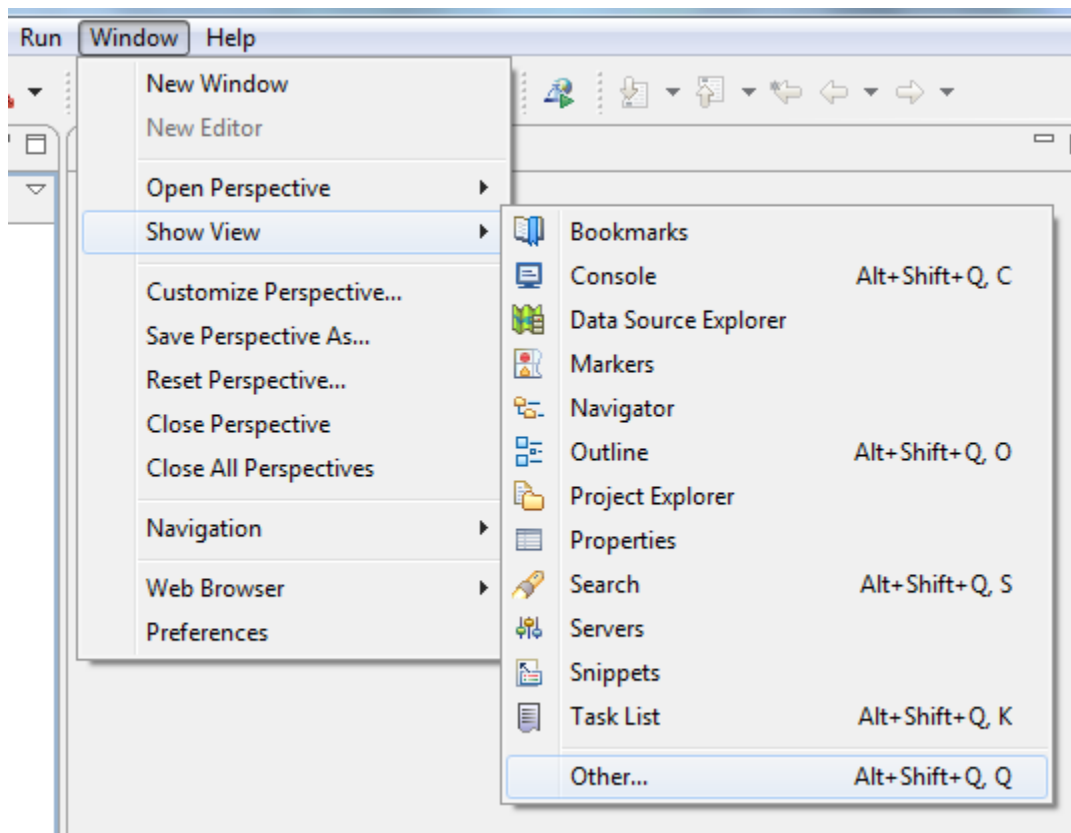 Run Window Help
New Window
New Editor
Open Perspective
Show View
Customize Perspective...
Save Perspective As...
Reset Perspective...
Close Perspective
Close All Perspectives
Navigation
Web Browser
Preferences
Bookmarks
Console Alt+Shift+Q, C
Data Source Explorer
Markers
Navigator
Outline Alt+Shift+Q, O
Project Explorer
Properties
Search Alt+Shift+Q, S
Servers
Snippets
Task List Alt+Shift+Q, K
Other... Alt+Shift+Q, Q